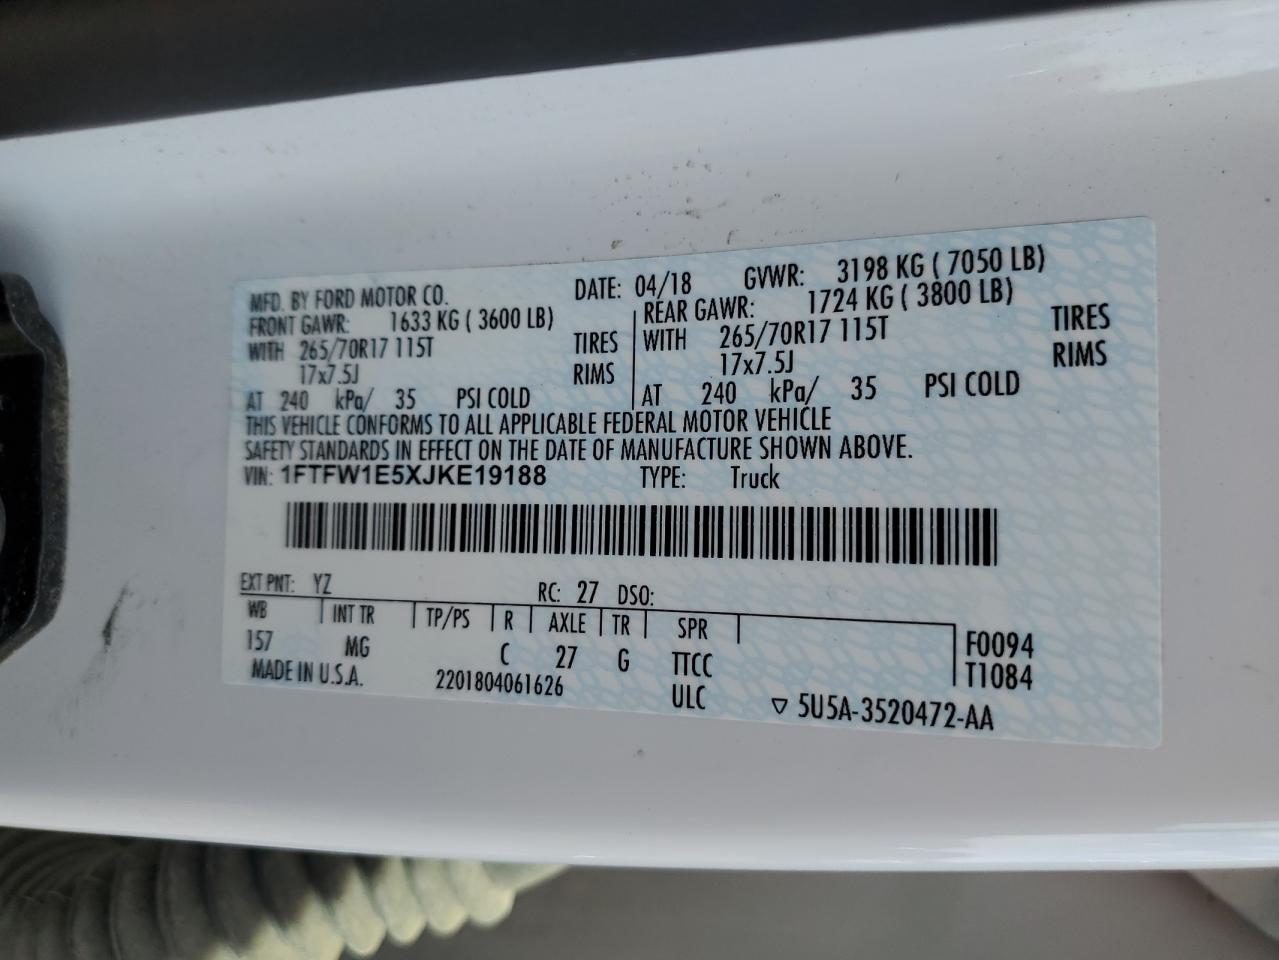 MFD. BY FORD MOTOR CO. DATE: 04/18 GVWR: 3198 KG ( 7050 LB)
FRONT GAWR: 1633 KG ( 3600 LB) REAR GAWR: 1724 KG ( 3800 LB)
WITH 265/70R17 115T TIRES WITH 265/70R17 115T TIRES
17x7.5J RIMS 17x7.5J RIMS
AT 240 kPa/ 35 PSI COLD AT 240 kPa/ 35 PSI COLD
THIS VEHICLE CONFORMS TO ALL APPLICABLE FEDERAL MOTOR VEHICLE
SAFETY STANDARDS IN EFFECT ON THE DATE OF MANUFACTURE SHOWN ABOVE.
VIN: 1FTFW1E5XJKE19188 TYPE: Truck
EXT PNT: YZ RC: 27 DSO:
WB INT TR TP/PS R AXLE TR SPR F0094
157 MG C 27 G TTCC T1084
MADE IN U.S.A. 2201804061626 ULC ▽ 5U5A-3520472-AA